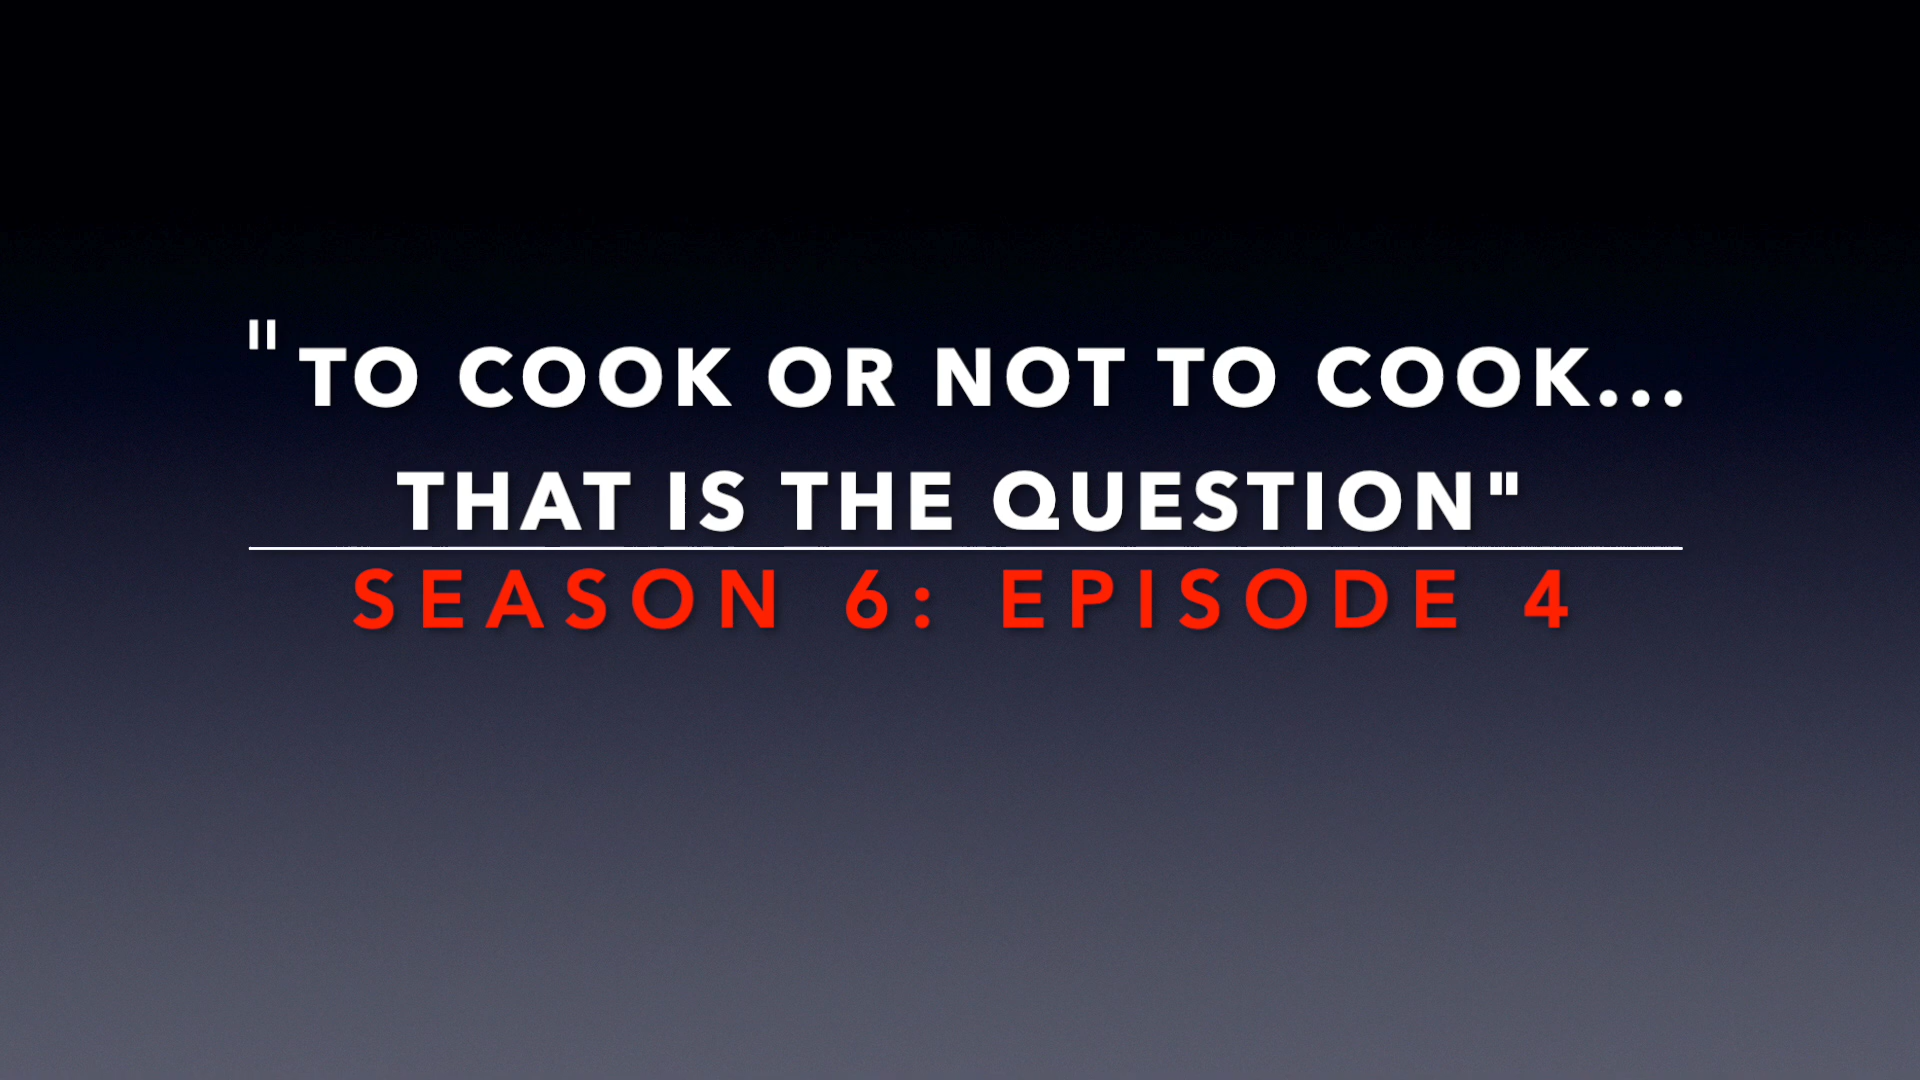 "TO COOK OR NOT TO COOK...
THAT IS THE QUESTION"
SEASON 6: EPISODE 4